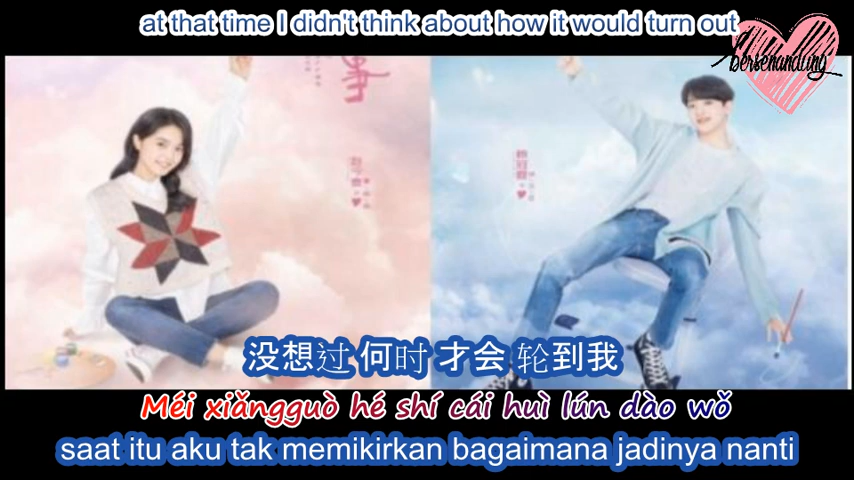 at that time I didn't think about how it would turn out
bersenandung
事
没想过 何时 才会 轮到我
Méi xiǎngguò hé shí cái huì lún dào wǒ
saat itu aku tak memikirkan bagaimana jadinya nanti